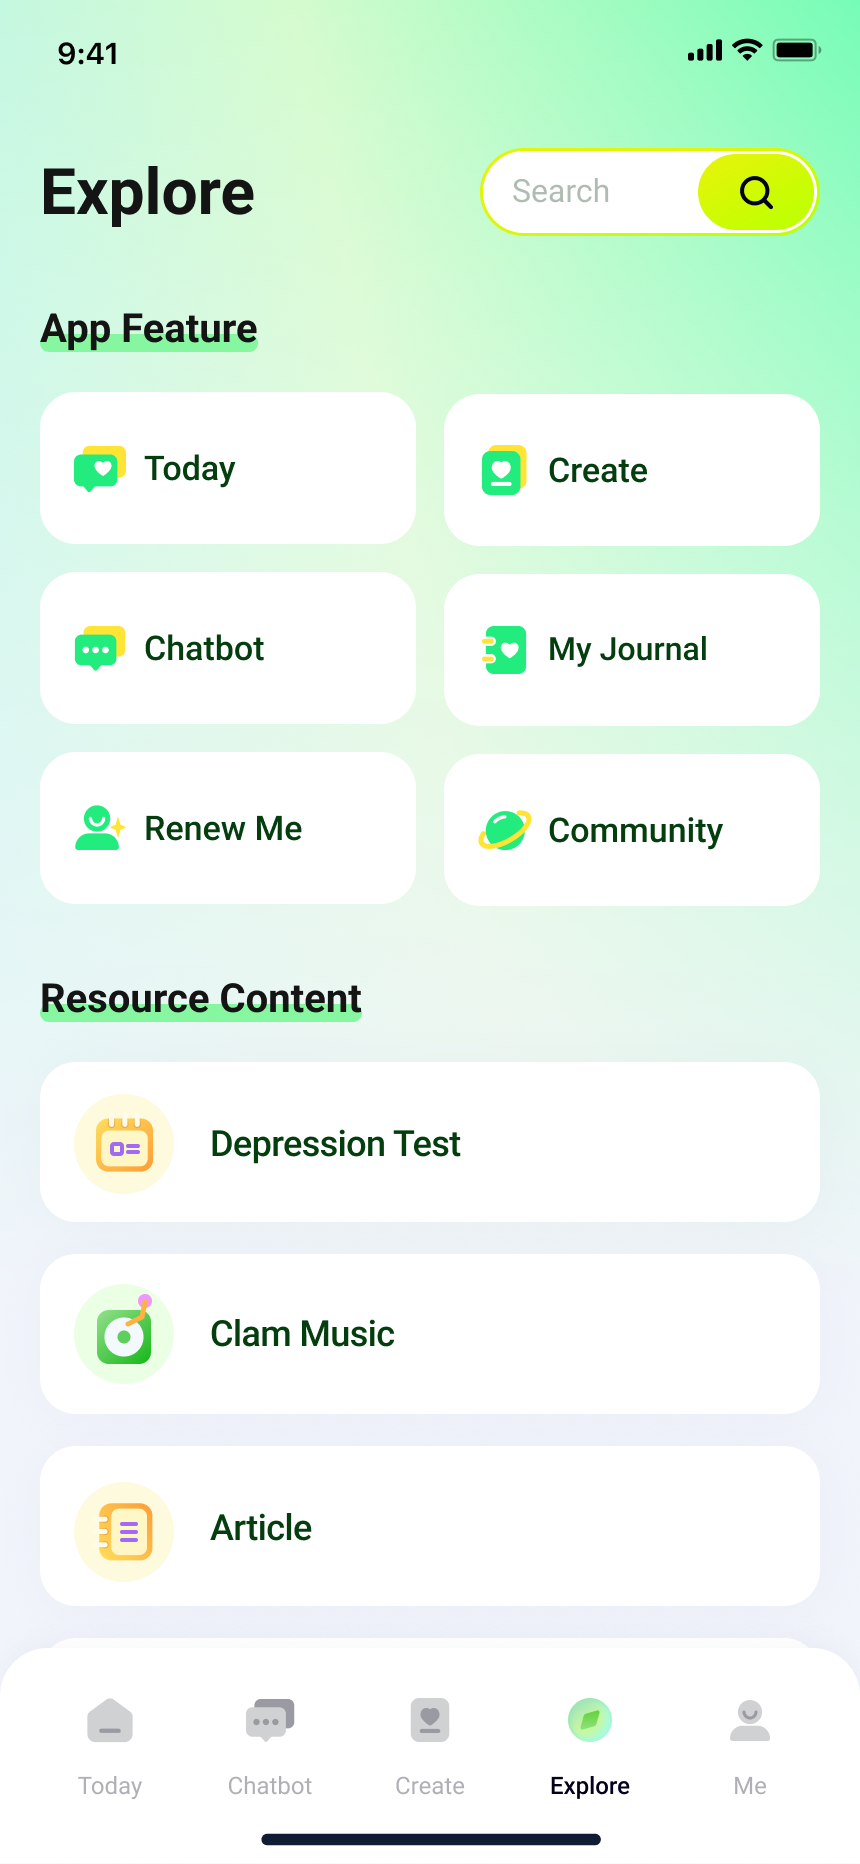 9:41
Explore
Search
App Feature
Today
Create
Chatbot
My Journal
Renew Me
Community
Resource Content
Depression Test
Clam Music
Article
Today
Chatbot
Create
Explore
Me